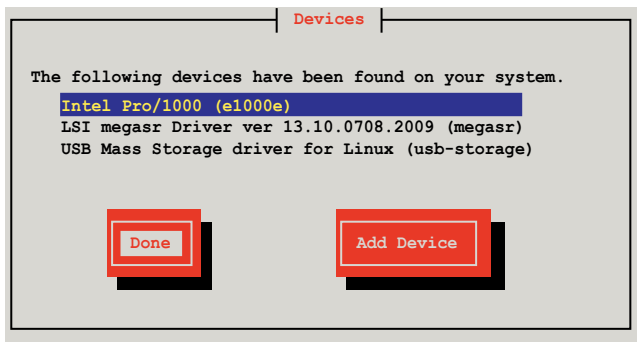 Devices
The following devices have been found on your system.
Intel Pro/1000 (e1000e)
LSI megasr Driver ver 13.10.0708.2009 (megasr)
USB Mass Storage driver for Linux (usb-storage)
Done Add Device